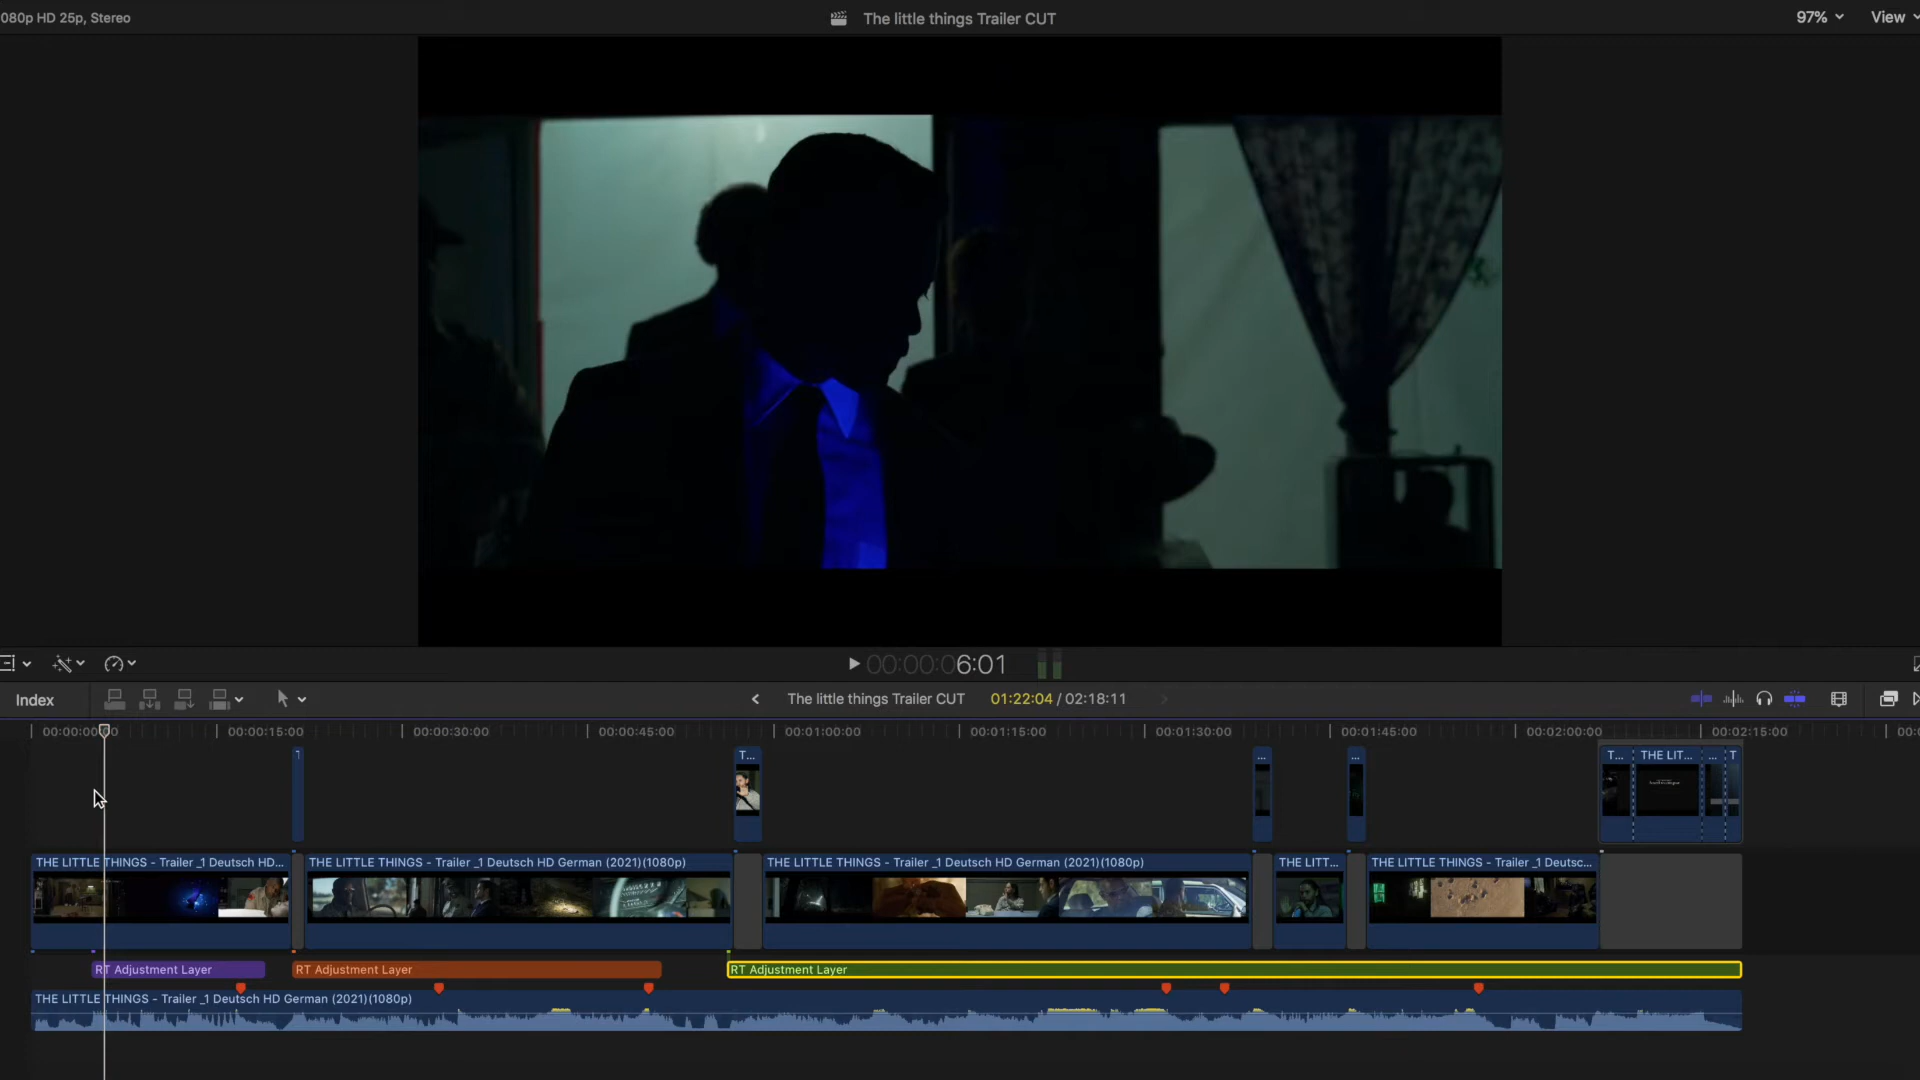 080p HD 25p, Stereo
The little things Trailer CUT
97%
View
00:00:06:01
Index
The little things Trailer CUT
01:22:04 / 02:18:11
00:00:15:00
00:00:30:00
00:00:45:00
00:01:00:00
00:01:15:00
00:01:30:00
00:01:45:00
00:02:00:00
00:02:15:00
T...
...
...
T...
THE LIT...
...
T
THE LITTLE THINGS - Trailer _1 Deutsch HD...
THE LITTLE THINGS - Trailer _1 Deutsch HD German (2021)(1080p)
THE LITTLE THINGS - Trailer _1 Deutsch HD German (2021)(1080p)
THE LITT...
THE LITTLE THINGS - Trailer _1 Deutsc...
RT Adjustment Layer
RT Adjustment Layer
RT Adjustment Layer
THE LITTLE THINGS - Trailer _1 Deutsch HD German (2021)(1080p)